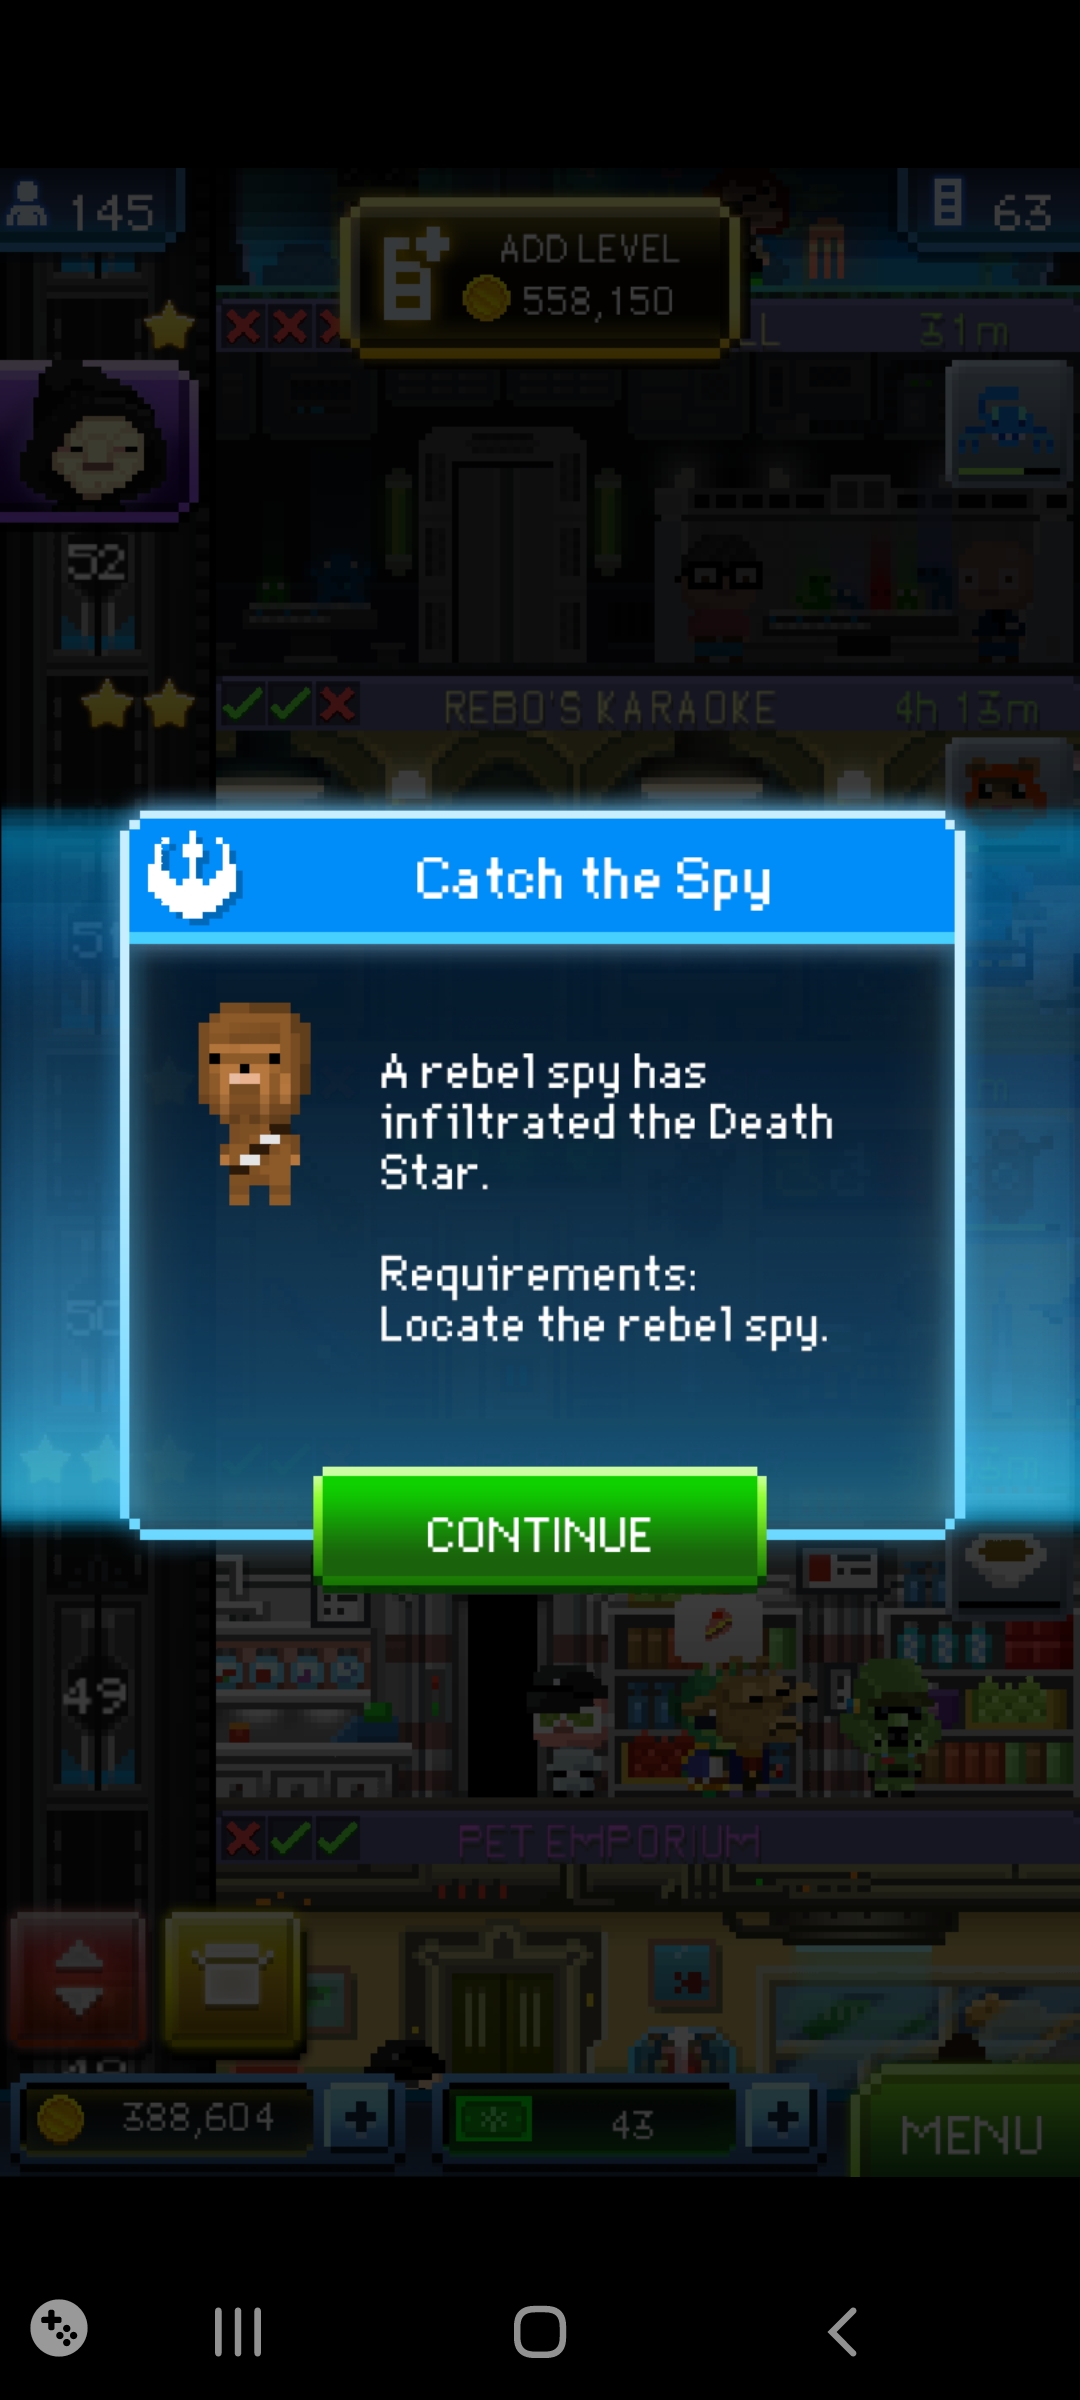 145
ADD LEVEL
558,150
63
31m
52
REBO'S KARAOKE
4h 13m
Catch the Spy
A rebel spy has
infiltrated the Death
Star.
Requirements:
Locate the rebel spy.
50
CONTINUE
49
PET EMPORIUM
388,604
43
MENU